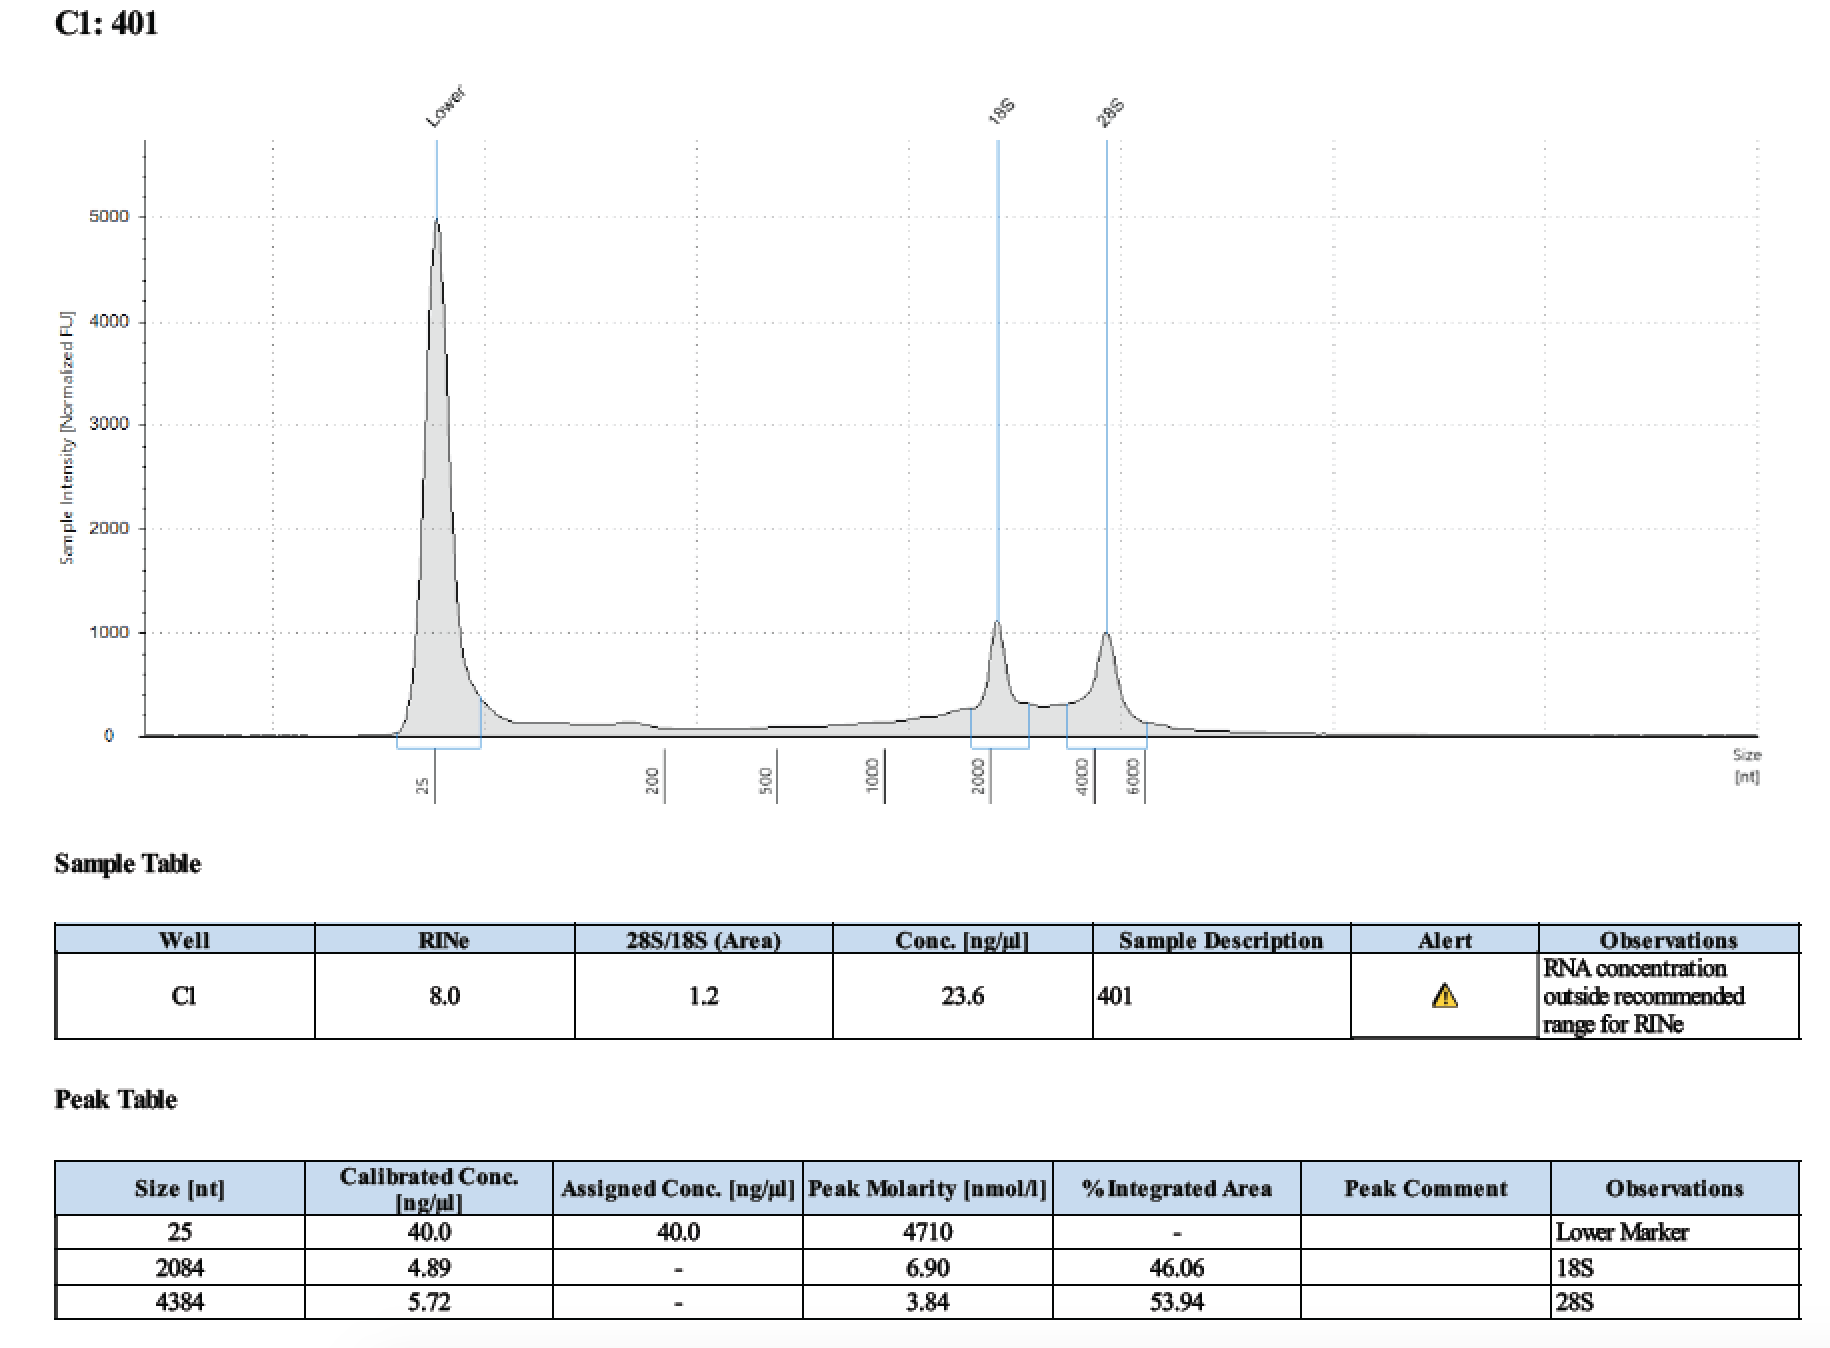 C1: 401
Lower
18S
28S
Sample Intensity [Normalized FU]
5000
4000
3000
2000
1000
0
25
200
500
1000
2000
4000
6000
Size
[nt]
Sample Table
Well RINe 28S/18S (Area) Conc. [ng/µl] Sample Description Alert Observations
C1 8.0 1.2 23.6 401 RNA concentration
outside recommended
range for RINe
Peak Table
Size [nt] Calibrated Conc. [ng/µl] Assigned Conc. [ng/µl] Peak Molarity [nmol/l] % Integrated Area Peak Comment Observations
25 40.0 40.0 4710 - Lower Marker
2084 4.89 - 6.90 46.06 18S
4384 5.72 - 3.84 53.94 28S